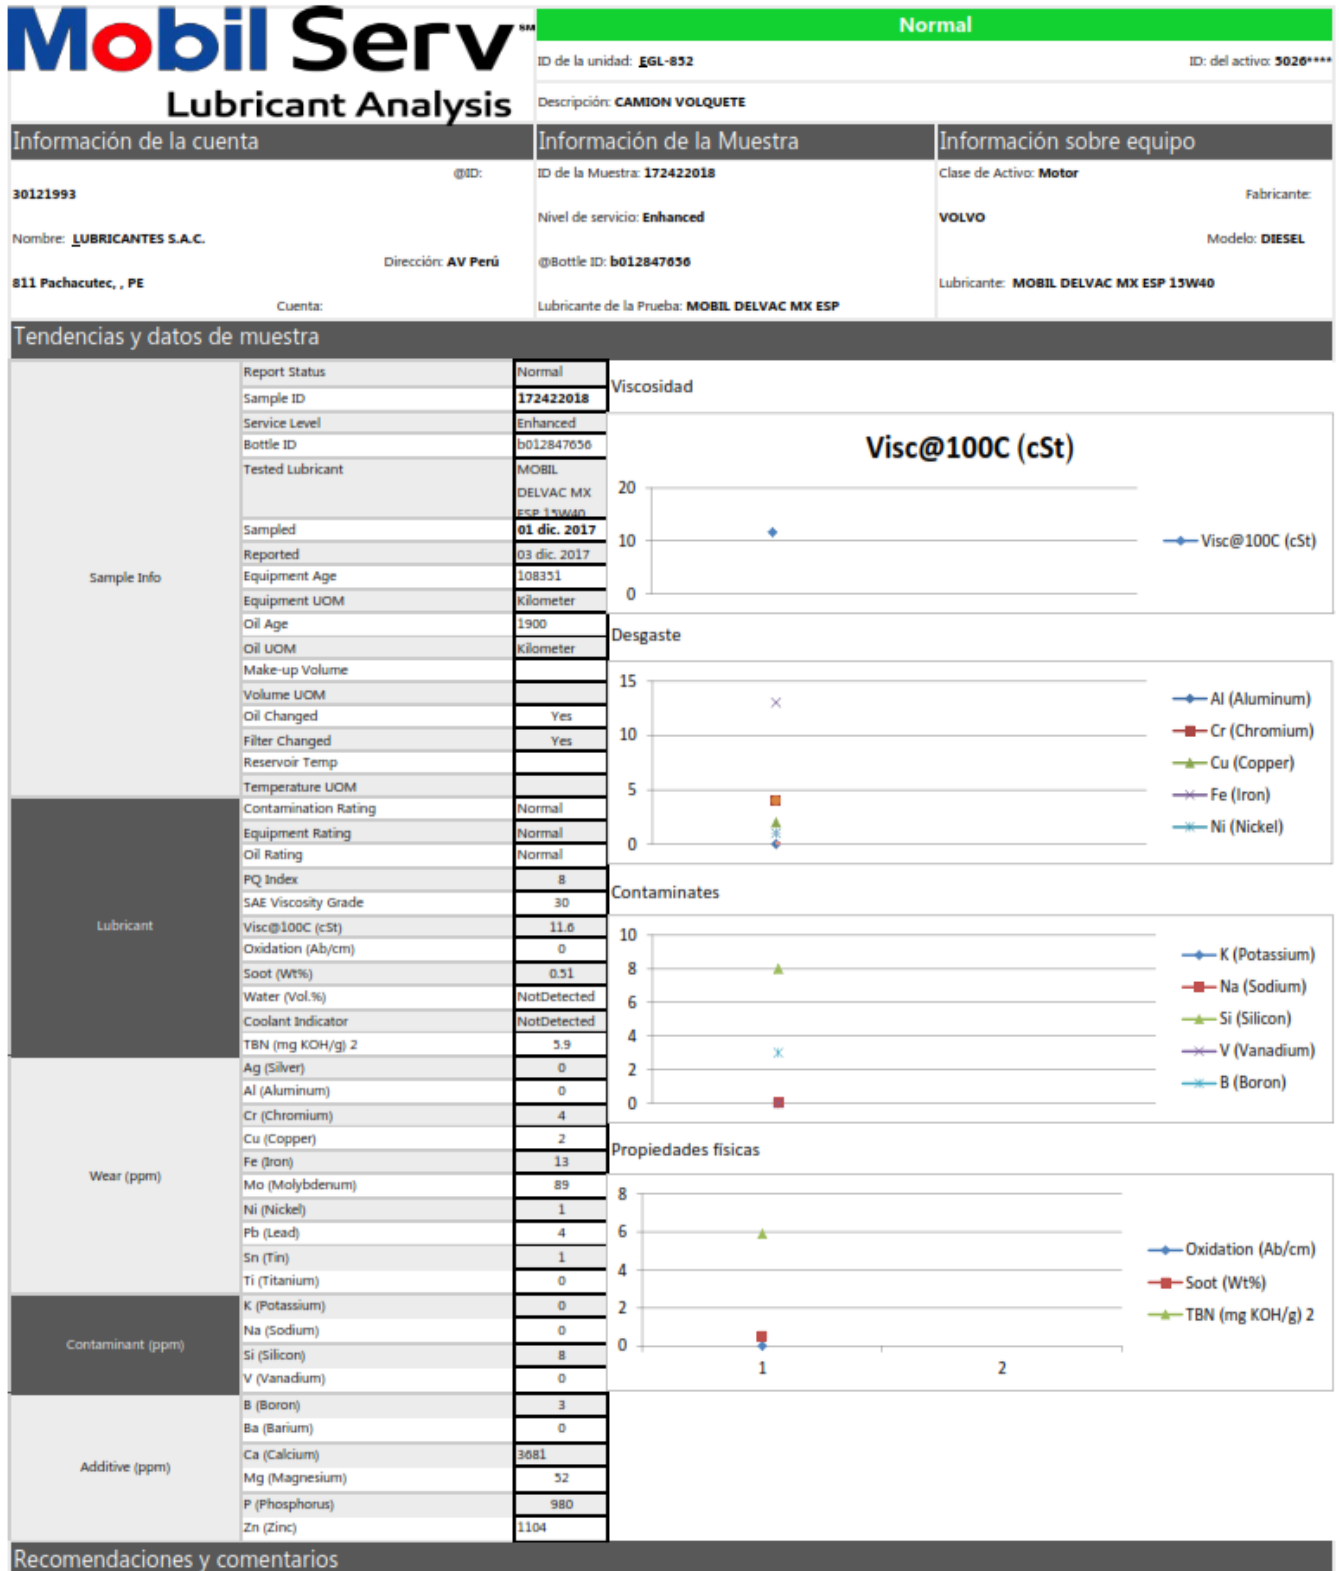 Mobil Serv℠
Lubricant Analysis
Normal
ID de la unidad: EGL-852 ID: del activo: 5026****
Descripción: CAMION VOLQUETE
Información de la cuenta
@ID:
30121993
Nombre: LUBRICANTES S.A.C.
Dirección: AV Perú
811 Pachacutec, , PE
Cuenta:
Información de la Muestra
ID de la Muestra: 172422018
Nivel de servicio: Enhanced
@Bottle ID: b012847656
Lubricante de la Prueba: MOBIL DELVAC MX ESP
Información sobre equipo
Clase de Activo: Motor
Fabricante:
VOLVO
Modelo: DIESEL
Lubricante: MOBIL DELVAC MX ESP 15W40
Tendencias y datos de muestra
Sample Info
Report Status Normal
Sample ID 172422018
Service Level Enhanced
Bottle ID b012847656
Tested Lubricant MOBIL
DELVAC MX
ESP 15W40
Sampled 01 dic. 2017
Reported 03 dic. 2017
Equipment Age 108351
Equipment UOM Kilometer
Oil Age 1900
Oil UOM Kilometer
Make-up Volume
Volume UOM
Oil Changed Yes
Filter Changed Yes
Reservoir Temp
Temperature UOM
Lubricant
Contamination Rating Normal
Equipment Rating Normal
Oil Rating Normal
PQ Index 8
SAE Viscosity Grade 30
Visc@100C (cSt) 11.6
Oxidation (Ab/cm) 0
Soot (Wt%) 0.51
Water (Vol.%) NotDetected
Coolant Indicator NotDetected
TBN (mg KOH/g) 2 5.9
Wear (ppm)
Ag (Silver) 0
Al (Aluminum) 0
Cr (Chromium) 4
Cu (Copper) 2
Fe (Iron) 13
Mo (Molybdenum) 89
Ni (Nickel) 1
Pb (Lead) 4
Sn (Tin) 1
Ti (Titanium) 0
Contaminant (ppm)
K (Potassium) 0
Na (Sodium) 0
Si (Silicon) 8
V (Vanadium) 0
Additive (ppm)
B (Boron) 3
Ba (Barium) 0
Ca (Calcium) 3681
Mg (Magnesium) 52
P (Phosphorus) 980
Zn (Zinc) 1104
Viscosidad
Visc@100C (cSt)
20
10
0
Visc@100C (cSt)
Desgaste
15
10
5
0
Al (Aluminum)
Cr (Chromium)
Cu (Copper)
Fe (Iron)
Ni (Nickel)
Contaminates
10
8
6
4
2
0
K (Potassium)
Na (Sodium)
Si (Silicon)
V (Vanadium)
B (Boron)
Propiedades físicas
8
6
4
2
0
1 2
Oxidation (Ab/cm)
Soot (Wt%)
TBN (mg KOH/g) 2
Recomendaciones y comentarios